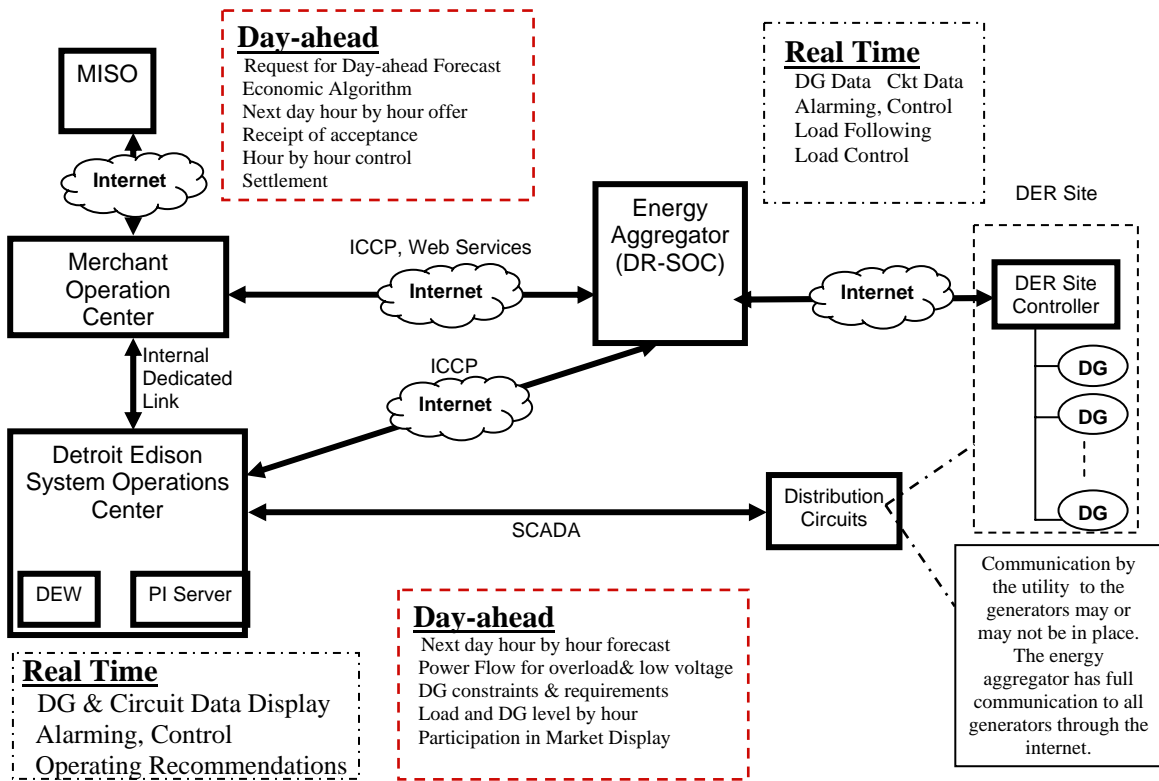 MISO
Internet
Day-ahead
Request for Day-ahead Forecast
Economic Algorithm
Next day hour by hour offer
Receipt of acceptance
Hour by hour control
Settlement
Real Time
DG Data Ckt Data
Alarming, Control
Load Following
Load Control
Merchant
Operation
Center
ICCP, Web Services
Internet
Energy
Aggregator
(DR-SOC)
Internet
DER Site
DER Site
Controller
DG
DG
DG
Internal
Dedicated
Link
ICCP
Internet
Detroit Edison
System Operations
Center
DEW
PI Server
SCADA
Distribution
Circuits
Communication by
the utility to the
generators may or
may not be in place.
The energy
aggregator has full
communication to all
generators through the
internet.
Real Time
DG & Circuit Data Display
Alarming, Control
Operating Recommendations
Day-ahead
Next day hour by hour forecast
Power Flow for overload& low voltage
DG constraints & requirements
Load and DG level by hour
Participation in Market Display